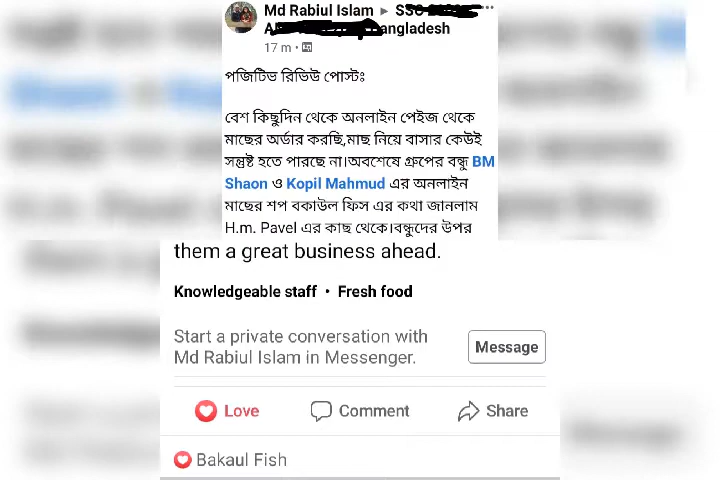 Md Rabiul Islam ▸
17 m
পজিটিভ রিভিউ পোস্টঃ
বেশ কিছুদিন থেকে অনলাইন পেইজ থেকে
মাছের অর্ডার করছি,মাছ নিয়ে বাসার কেউই
সন্তুষ্ট হতে পারছে না।অবশেষে গ্রুপের বন্ধু BM
Shaon ও Kopil Mahmud এর অনলাইন
মাছের শপ বকাউল ফিস এর কথা জানলাম
H.m. Pavel এর কাছ থেকে।বন্ধুদের উপর
them a great business ahead.
Knowledgeable staff • Fresh food
Start a private conversation with
Md Rabiul Islam in Messenger.
Message
Love Comment Share
Bakaul Fish